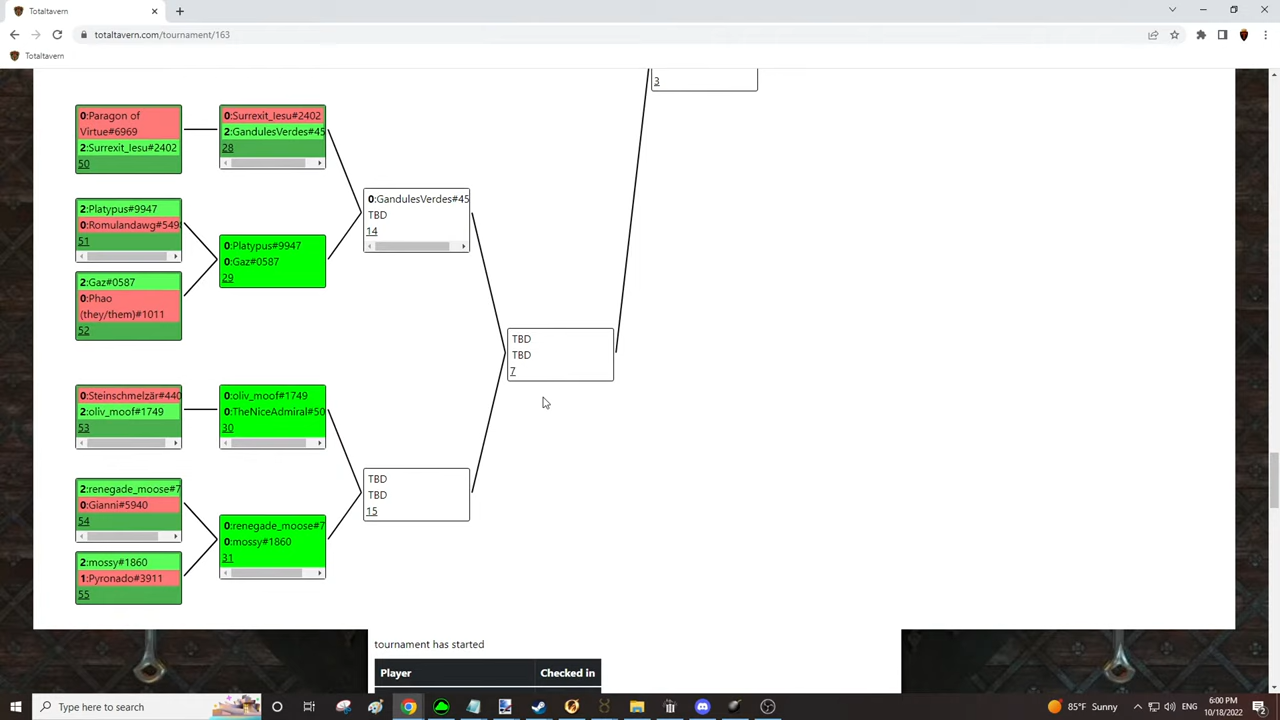 Totaltavern
totaltavern.com/tournament/163
Totaltavern
3
0:Paragon of
Virtue#6969
2:Surrexit_Iesu#2402
50
0:Surrexit_Iesu#2402
2:GandulesVerdes#45
28
2:Platypus#9947
0:Romulandawg#549
51
0:GandulesVerdes#45
TBD
14
0:Platypus#9947
0:Gaz#0587
29
2:Gaz#0587
0:Phao
(they/them)#1011
52
TBD
TBD
7
0:Steinschmelzär#440
2:oliv_moof#1749
53
0:oliv_moof#1749
0:TheNiceAdmiral#50
30
TBD
TBD
15
2:renegade_moose#7
0:Gianni#5940
54
0:renegade_moose#7
0:mossy#1860
31
2:mossy#1860
1:Pyronado#3911
55
tournament has started
Player Checked in
Type here to search
85°F Sunny
ENG
6:00 PM
10/18/2022
2